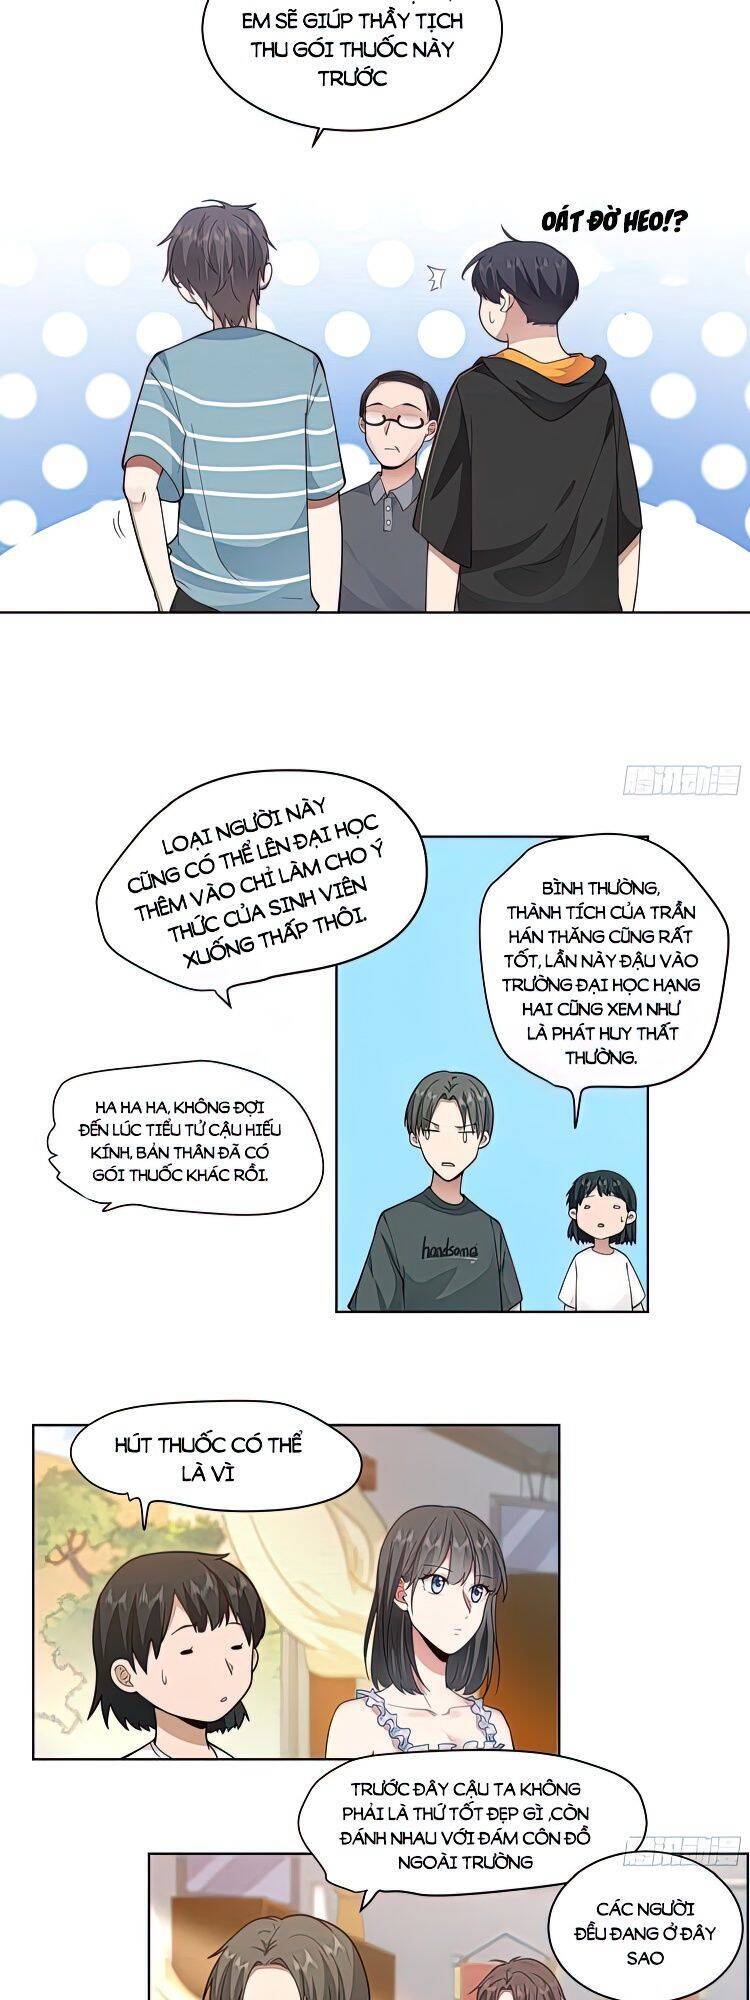 EM SẼ GIÚP THẦY TỊCH
THU GÓI THUỐC NÀY
TRƯỚC
OÁT ĐỜ HEO!?
LOẠI NGƯỜI NÀY
CŨNG CÓ THỂ LÊN ĐẠI HỌC
THÊM VÀO CHỈ LÀM CHO Ý
THỨC CỦA SINH VIÊN
XUỐNG THẤP THÔI.
BÌNH THƯỜNG,
THÀNH TÍCH CỦA TRẦN
HÁN THĂNG CŨNG RẤT
TỐT, LẦN NÀY ĐẬU VÀO
TRƯỜNG ĐẠI HỌC HẠNG
HAI CŨNG XEM NHƯ
LÀ PHÁT HUY THẤT
THƯỜNG.
HA HA HA, KHÔNG ĐỢI
ĐẾN LÚC TIỂU TỬ CẬU HIẾU
KÍNH, BẢN THÂN ĐÃ CÓ
GÓI THUỐC KHÁC RỒI.
handsome
HÚT THUỐC CÓ THỂ
LÀ VÌ
TRƯỚC ĐÂY CẬU TA KHÔNG
PHẢI LÀ THỨ TỐT ĐẸP GÌ ,CÒN
ĐÁNH NHAU VỚI ĐÁM CÔN ĐỒ
NGOÀI TRƯỜNG
CÁC NGƯỜI
ĐỀU ĐANG Ở ĐÂY
SAO